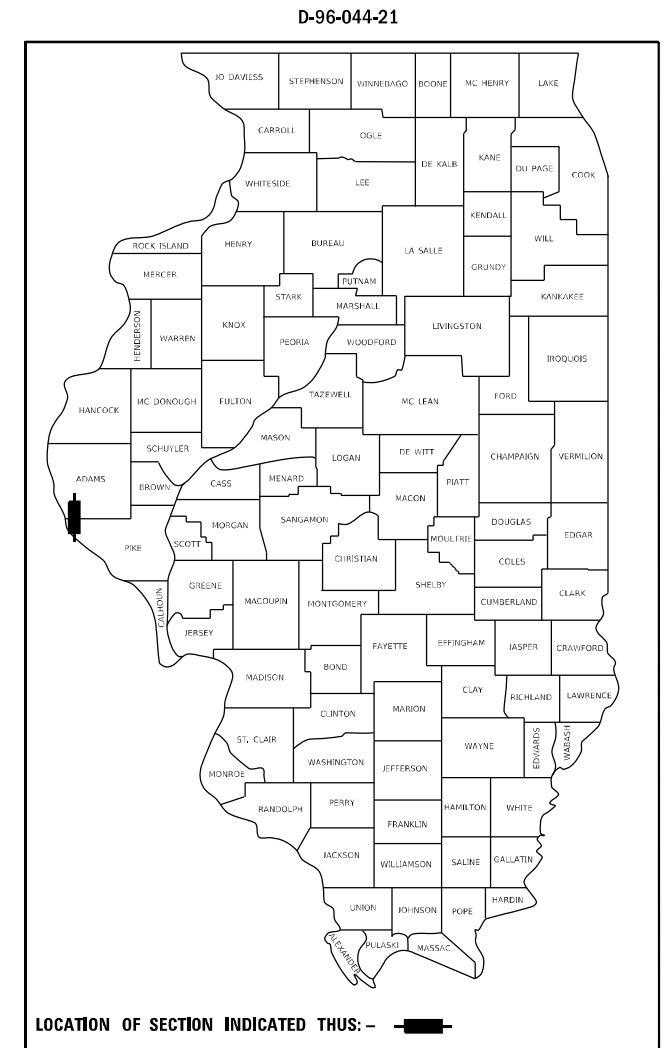 D-96-044-21
JO DAVIESS
STEPHENSON
WINNEBAGO
BOONE
MC HENRY
LAKE
CARROLL
OGLE
DE KALB
KANE
DU PAGE
COOK
WHITESIDE
LEE
KENDALL
ROCK ISLAND
HENRY
BUREAU
LA SALLE
WILL
GRUNDY
MERCER
PUTNAM
STARK
MARSHALL
KANKAKEE
HENDERSON
WARREN
KNOX
PEORIA
WOODFORD
LIVINGSTON
IROQUOIS
HANCOCK
MC DONOUGH
FULTON
TAZEWELL
MC LEAN
FORD
SCHUYLER
MASON
LOGAN
DE WITT
CHAMPAIGN
VERMILION
ADAMS
BROWN
CASS
MENARD
PIATT
MACON
MORGAN
SANGAMON
DOUGLAS
EDGAR
PIKE
SCOTT
CHRISTIAN
MOULTRIE
COLES
GREENE
CALHOUN
MACOUPIN
MONTGOMERY
SHELBY
CUMBERLAND
CLARK
JERSEY
FAYETTE
EFFINGHAM
JASPER
CRAWFORD
MADISON
BOND
CLAY
RICHLAND
LAWRENCE
CLINTON
MARION
ST. CLAIR
WAYNE
EDWARDS
WABASH
MONROE
WASHINGTON
JEFFERSON
RANDOLPH
PERRY
HAMILTON
WHITE
FRANKLIN
JACKSON
WILLIAMSON
SALINE
GALLATIN
UNION
JOHNSON
POPE
HARDIN
ALEXANDER
PULASKI
MASSAC
LOCATION OF SECTION INDICATED THUS: –